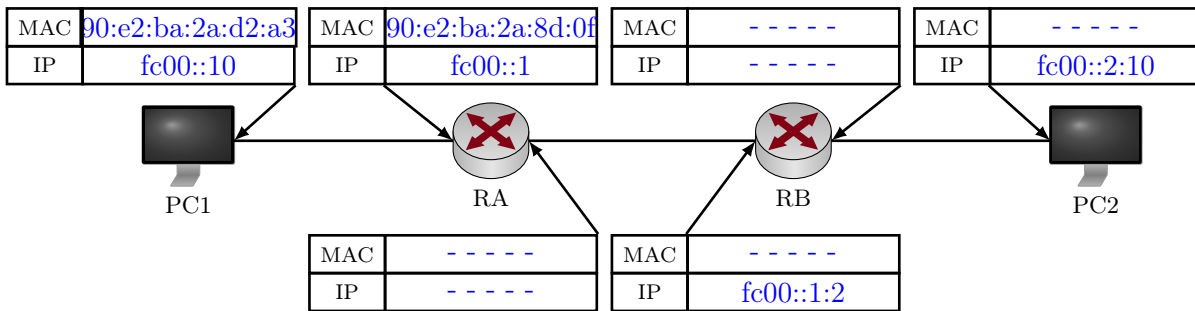 MAC 90:e2:ba:2a:d2:a3
IP fc00::10
MAC 90:e2:ba:2a:8d:0f
IP fc00::1
MAC - - - - -
IP - - - - -
MAC - - - - -
IP fc00::2:10
PC1
RA
RB
PC2
MAC - - - - -
IP - - - - -
MAC - - - - -
IP fc00::1:2